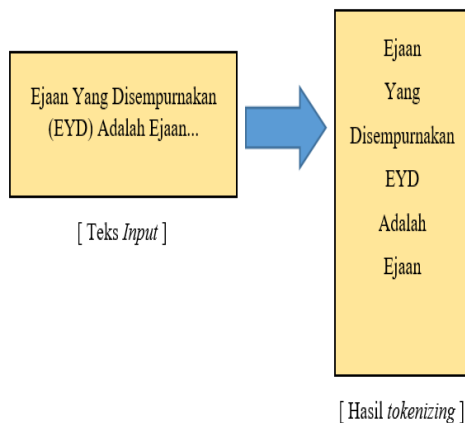 Ejaan Yang Disempurnakan
(EYD) Adalah Ejaan...
[ Teks Input ]
Ejaan
Yang
Disempurnakan
EYD
Adalah
Ejaan
[ Hasil tokenizing ]